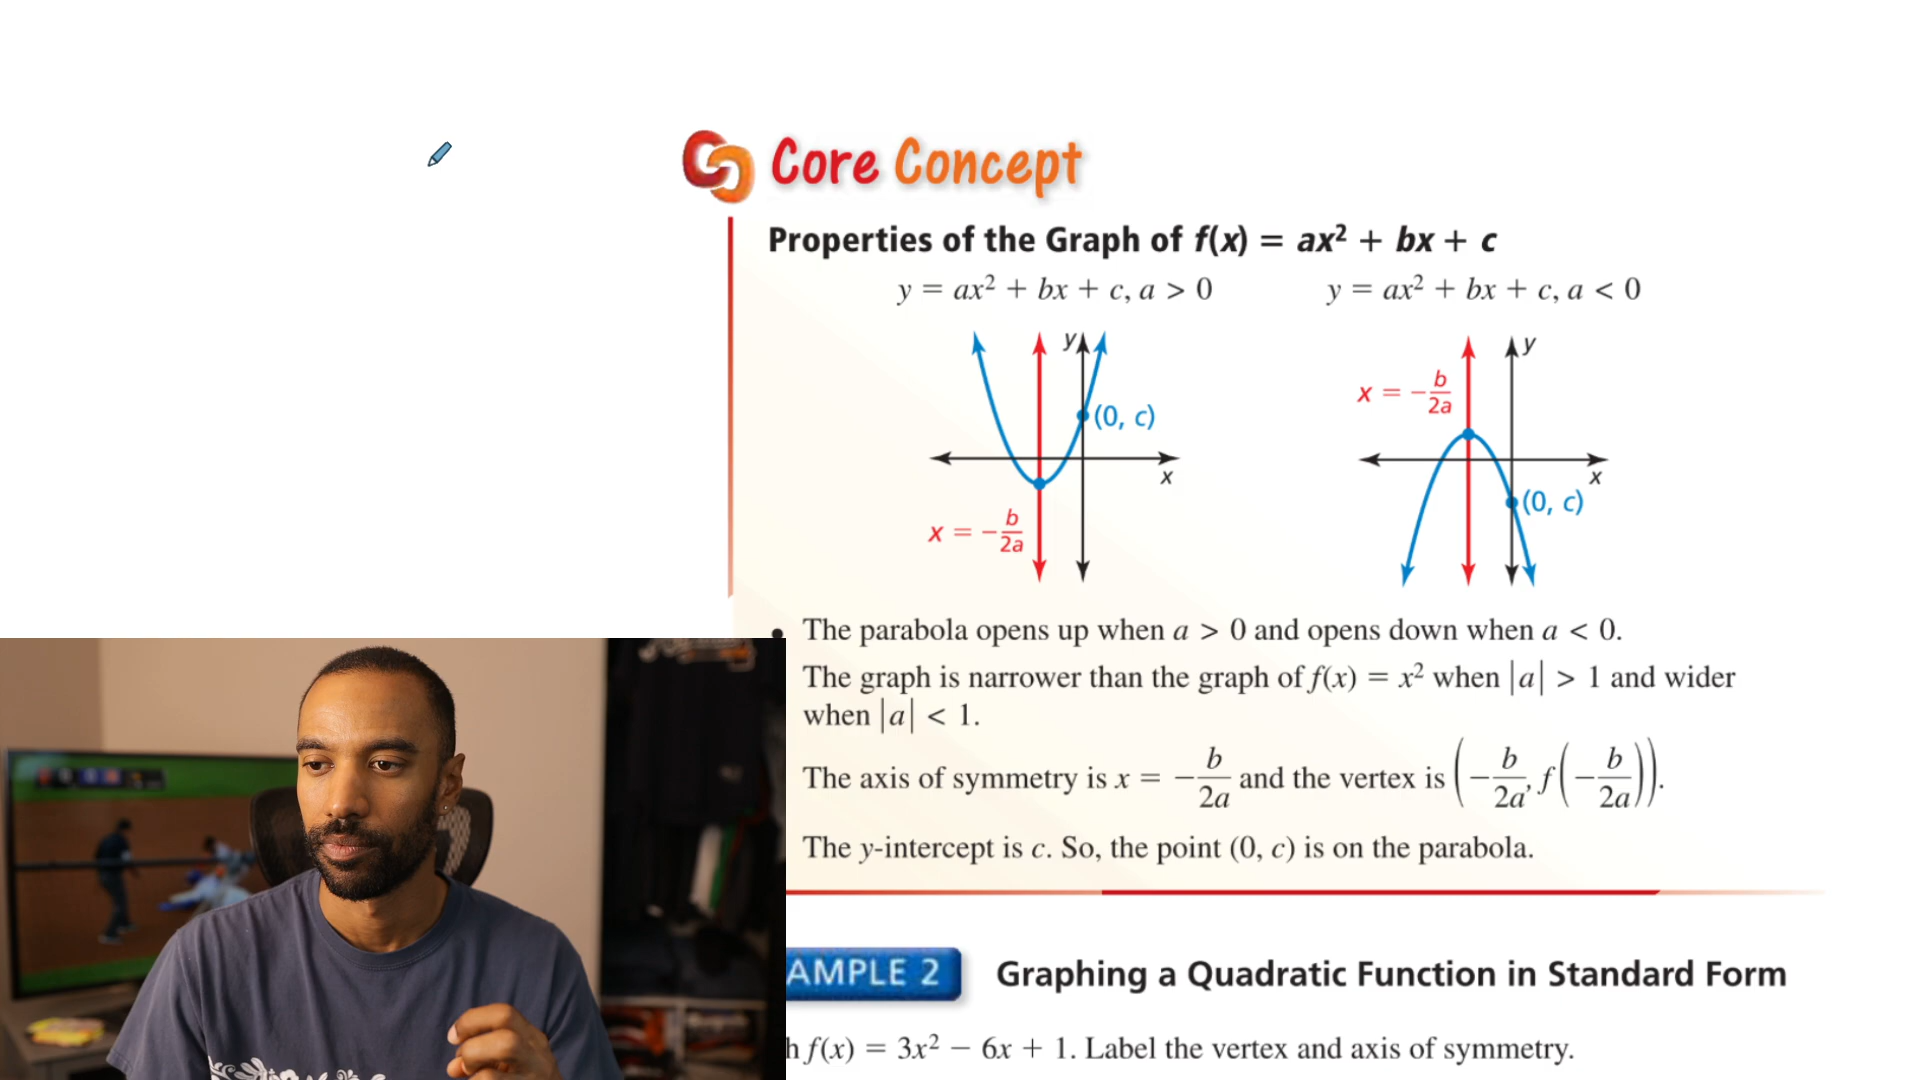 Core Concept
Properties of the Graph of f(x) = ax² + bx + c
y = ax² + bx + c, a > 0
y = ax² + bx + c, a < 0
y
(0, c)
x
x = -b/2a
y
x = -b/2a
(0, c)
x
• The parabola opens up when a > 0 and opens down when a < 0.
The graph is narrower than the graph of f(x) = x² when |a| > 1 and wider
when |a| < 1.
The axis of symmetry is x = -b/2a and the vertex is (-b/2a, f(-b/2a)).
The y-intercept is c. So, the point (0, c) is on the parabola.
AMPLE 2 Graphing a Quadratic Function in Standard Form
h f(x) = 3x² − 6x + 1. Label the vertex and axis of symmetry.